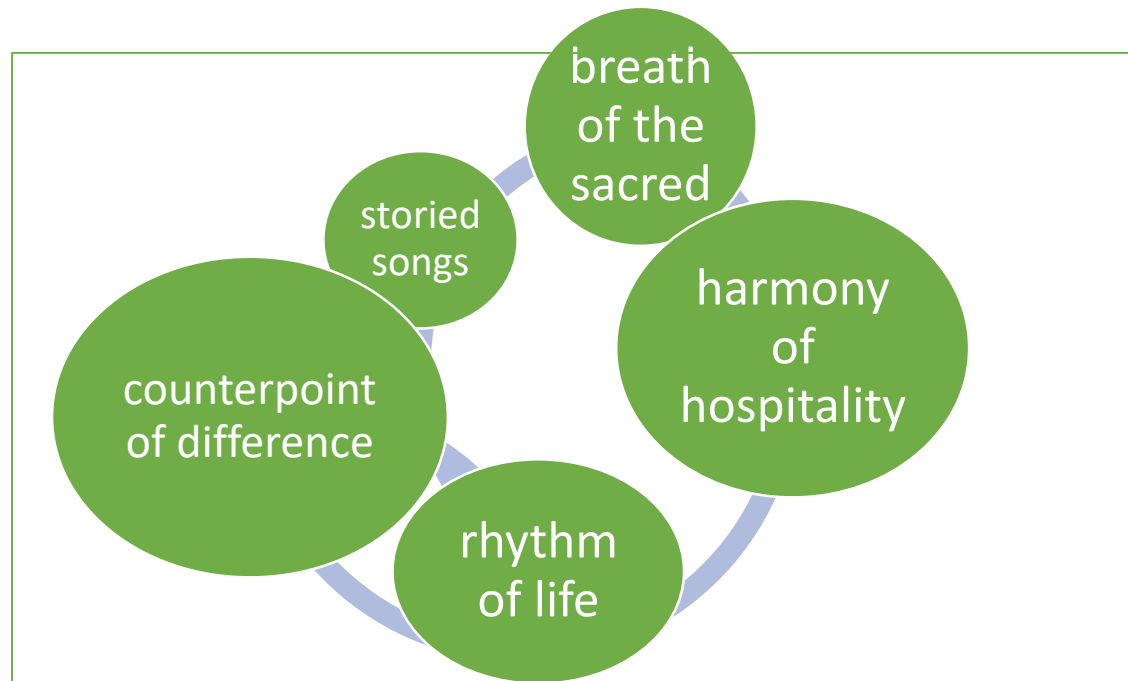 breath
of the
sacred
storied
songs
harmony
of
hospitality
counterpoint
of difference
rhythm
of life